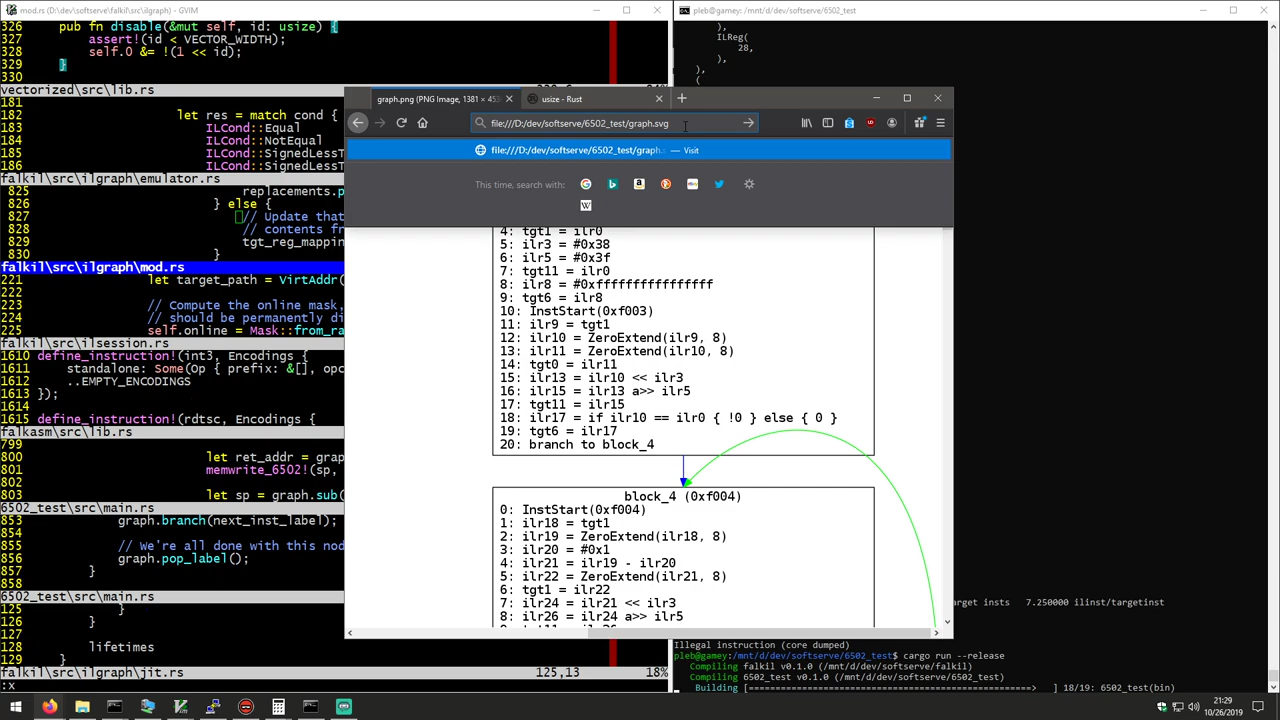 mod.rs (D:\dev\softserve\falkil\src\ilgraph) - GVIM
326     pub fn disable(&mut self, id: usize) {
327         assert!(id < VECTOR_WIDTH);
328         self.0 &= !(1 << id);
329     }
330
vectorized\src\lib.rs
181
182 let res = match cond {
183 ILCond::Equal
184 ILCond::NotEqual
185 ILCond::SignedLessT
186 ILCond::SignedLessT
falkil\src\ilgraph\emulator.rs
825 replacements.p
826 } else {
827 // Update that
828 // contents fr
829 tgt_reg_mappin
830 }
falkil\src\ilgraph\mod.rs
221 let target_path = VirtAddr(
222
223 // Compute the online mask,
224 // should be permanently di
225 self.online = Mask::from_ra
falkil\src\ilsession.rs
1610 define_instruction!(int3, Encodings {
1611     standalone: Some(Op { prefix: &[], opc
1612     ..EMPTY_ENCODINGS
1613 });
1614
1615 define_instruction!(rdtsc, Encodings {
falkasm\src\lib.rs
799
800 let ret_addr = grap
801 memwrite_6502!(sp,
802
803 let sp = graph.sub(
6502_test\src\main.rs
853 graph.branch(next_inst_label);
854
855 // We're all done with this nod
856 graph.pop_label();
857 }
858
6502_test\src\main.rs
125 }
126 }
127
128 lifetimes
129 }
falkil\src\jit.rs 125,13 18%
:x
graph.png (PNG Image, 1381 × 453
usize - Rust
file:///D:/dev/softserve/6502_test/graph.svg
file:///D:/dev/softserve/6502_test/graph.s — Visit
This time, search with:
W
4: tgt1 = ilr0
5: ilr3 = #0x38
6: ilr5 = #0x3f
7: tgt11 = ilr0
8: ilr8 = #0xffffffffffffffff
9: tgt6 = ilr8
10: InstStart(0xf003)
11: ilr9 = tgt1
12: ilr10 = ZeroExtend(ilr9, 8)
13: ilr11 = ZeroExtend(ilr10, 8)
14: tgt0 = ilr11
15: ilr13 = ilr10 << ilr3
16: ilr15 = ilr13 a>> ilr5
17: tgt11 = ilr15
18: ilr17 = if ilr10 == ilr0 { !0 } else { 0 }
19: tgt6 = ilr17
20: branch to block_4
block_4 (0xf004)
0: InstStart(0xf004)
1: ilr18 = tgt1
2: ilr19 = ZeroExtend(ilr18, 8)
3: ilr20 = #0x1
4: ilr21 = ilr19 - ilr20
5: ilr22 = ZeroExtend(ilr21, 8)
6: tgt1 = ilr22
7: ilr24 = ilr21 << ilr3
8: ilr26 = ilr24 a>> ilr5
pleb@gamey: /mnt/d/dev/softserve/6502_test
),
ILReg(
28,
),
),
(
arget insts   7.250000 ilinst/targetinst
Illegal instruction (core dumped)
pleb@gamey:/mnt/d/dev/softserve/6502_test$ cargo run --release
Compiling falkil v0.1.0 (/mnt/d/dev/softserve/falkil)
Compiling 6502_test v0.1.0 (/mnt/d/dev/softserve/6502_test)
Building [=====================================================>   ] 18/19: 6502_test(bin)
21:29
10/26/2019